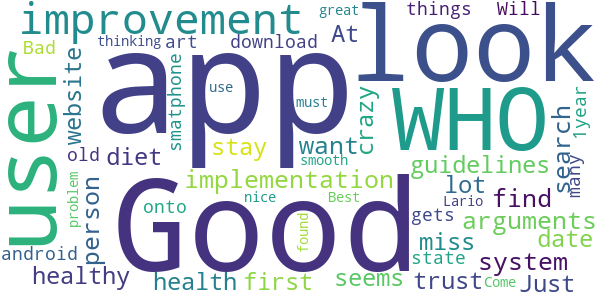 improvement
great
things
Will
look
Bad
thinking
art
download
At
user
app
website
smatphone
use
must
WHO
crazy
1year
old
diet
stay
want
smooth
search
many
guidelines
person
problem
Good
implementation
nice
Best
lot
find
onto
found
gets
Lario
arguments
miss
date
android
state
system
healthy
health
first
seems
trust
Come
Just